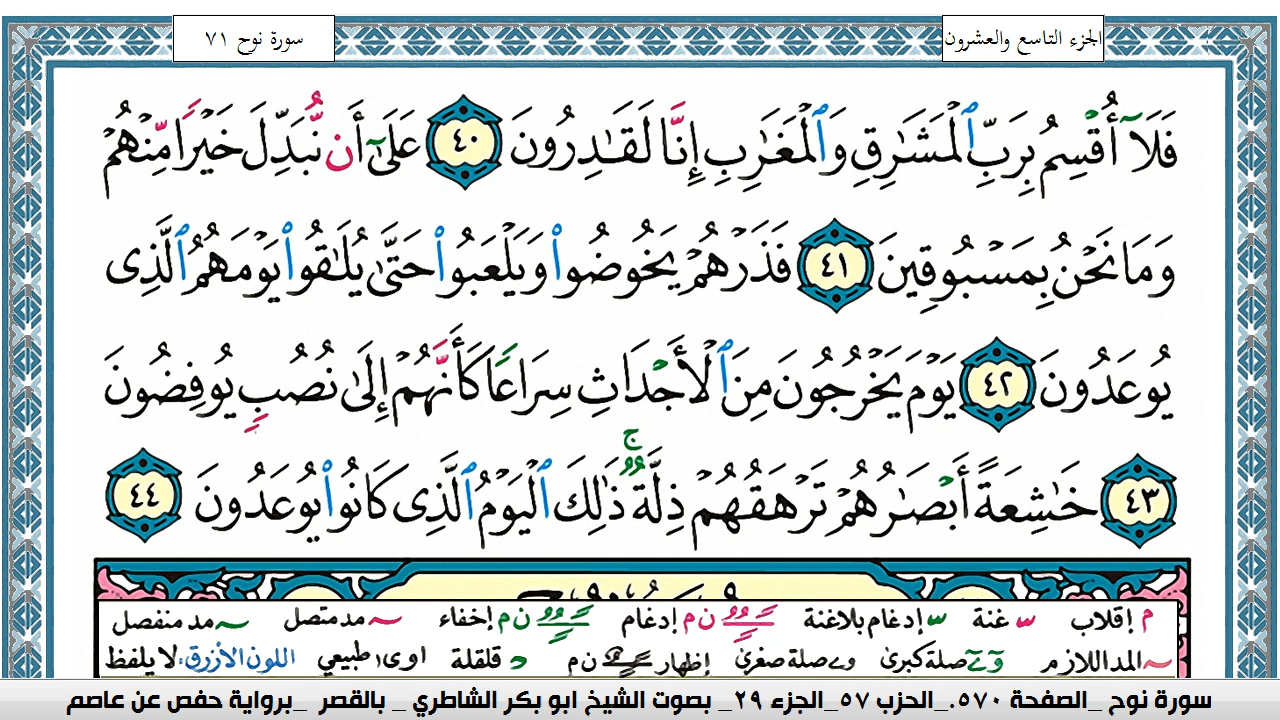 الجزء التاسع والعشرون
سورة نوح ٧١
فَلَآ أُقْسِمُ بِرَبِّ ٱلْمَشَٰرِقِ وَٱلْمَغَٰرِبِ إِنَّا لَقَٰدِرُونَ ٤٠ عَلَىٰٓ أَن نُّبَدِّلَ خَيْرًا مِّنْهُمْ
وَمَا نَحْنُ بِمَسْبُوقِينَ ٤١ فَذَرْهُمْ يَخُوضُوا۟ وَيَلْعَبُوا۟ حَتَّىٰ يُلَٰقُوا۟ يَوْمَهُمُ ٱلَّذِى
يُوعَدُونَ ٤٢ يَوْمَ يَخْرُجُونَ مِنَ ٱلْأَجْدَاثِ سِرَاعًا كَأَنَّهُمْ إِلَىٰ نُصُبٍ يُوفِضُونَ
٤٣ خَٰشِعَةً أَبْصَٰرُهُمْ تَرْهَقُهُمْ ذِلَّةٌ ۚ ذَٰلِكَ ٱلْيَوْمُ ٱلَّذِى كَانُوا۟ يُوعَدُونَ ٤٤
م إقلاب غنة إدغام بلا غنة ن م إدغام ن م إخفاء مد متصل مد منفصل
المد اللازم صلة كبرى و ے صلة صغرى إظهار ن م قلقلة ا و ى طبيعي اللون الأزرق: لا يلفظ
سورة نوح _الصفحة ٥٧٠_الحزب ٥٧_الجزء ٢٩_ بصوت الشيخ ابو بكر الشاطري _ بالقصر _برواية حفص عن عاصم